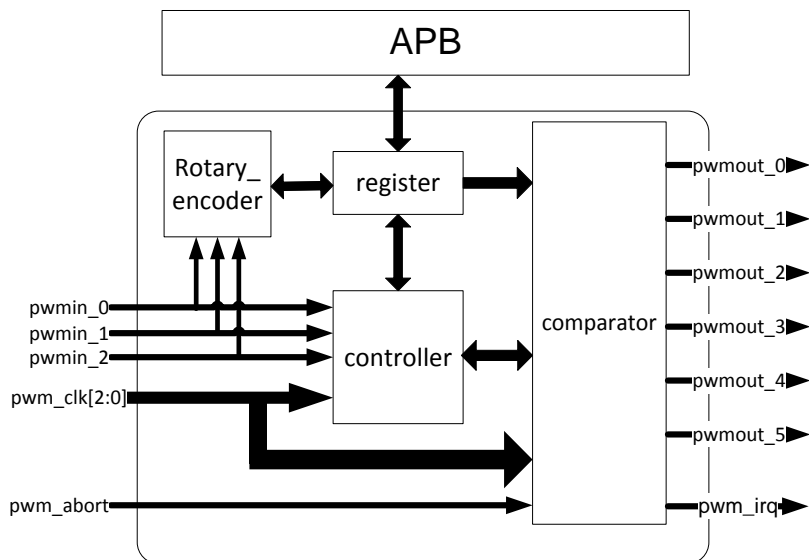 APB
Rotary_
encoder
register
controller
comparator
pwmin_0
pwmin_1
pwmin_2
pwm_clk[2:0]
pwm_abort
pwmout_0
pwmout_1
pwmout_2
pwmout_3
pwmout_4
pwmout_5
pwm_irq